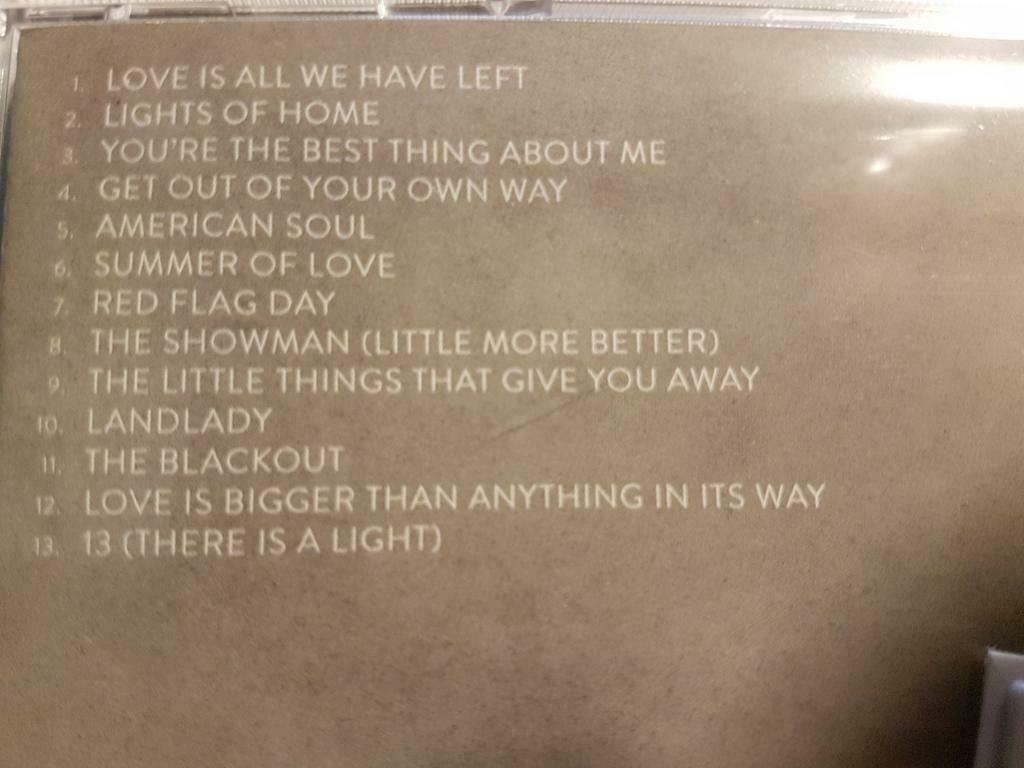 1. LOVE IS ALL WE HAVE LEFT
2. LIGHTS OF HOME
3. YOU'RE THE BEST THING ABOUT ME
4. GET OUT OF YOUR OWN WAY
5. AMERICAN SOUL
6. SUMMER OF LOVE
7. RED FLAG DAY
8. THE SHOWMAN (LITTLE MORE BETTER)
9. THE LITTLE THINGS THAT GIVE YOU AWAY
10. LANDLADY
11. THE BLACKOUT
12. LOVE IS BIGGER THAN ANYTHING IN ITS WAY
13. 13 (THERE IS A LIGHT)